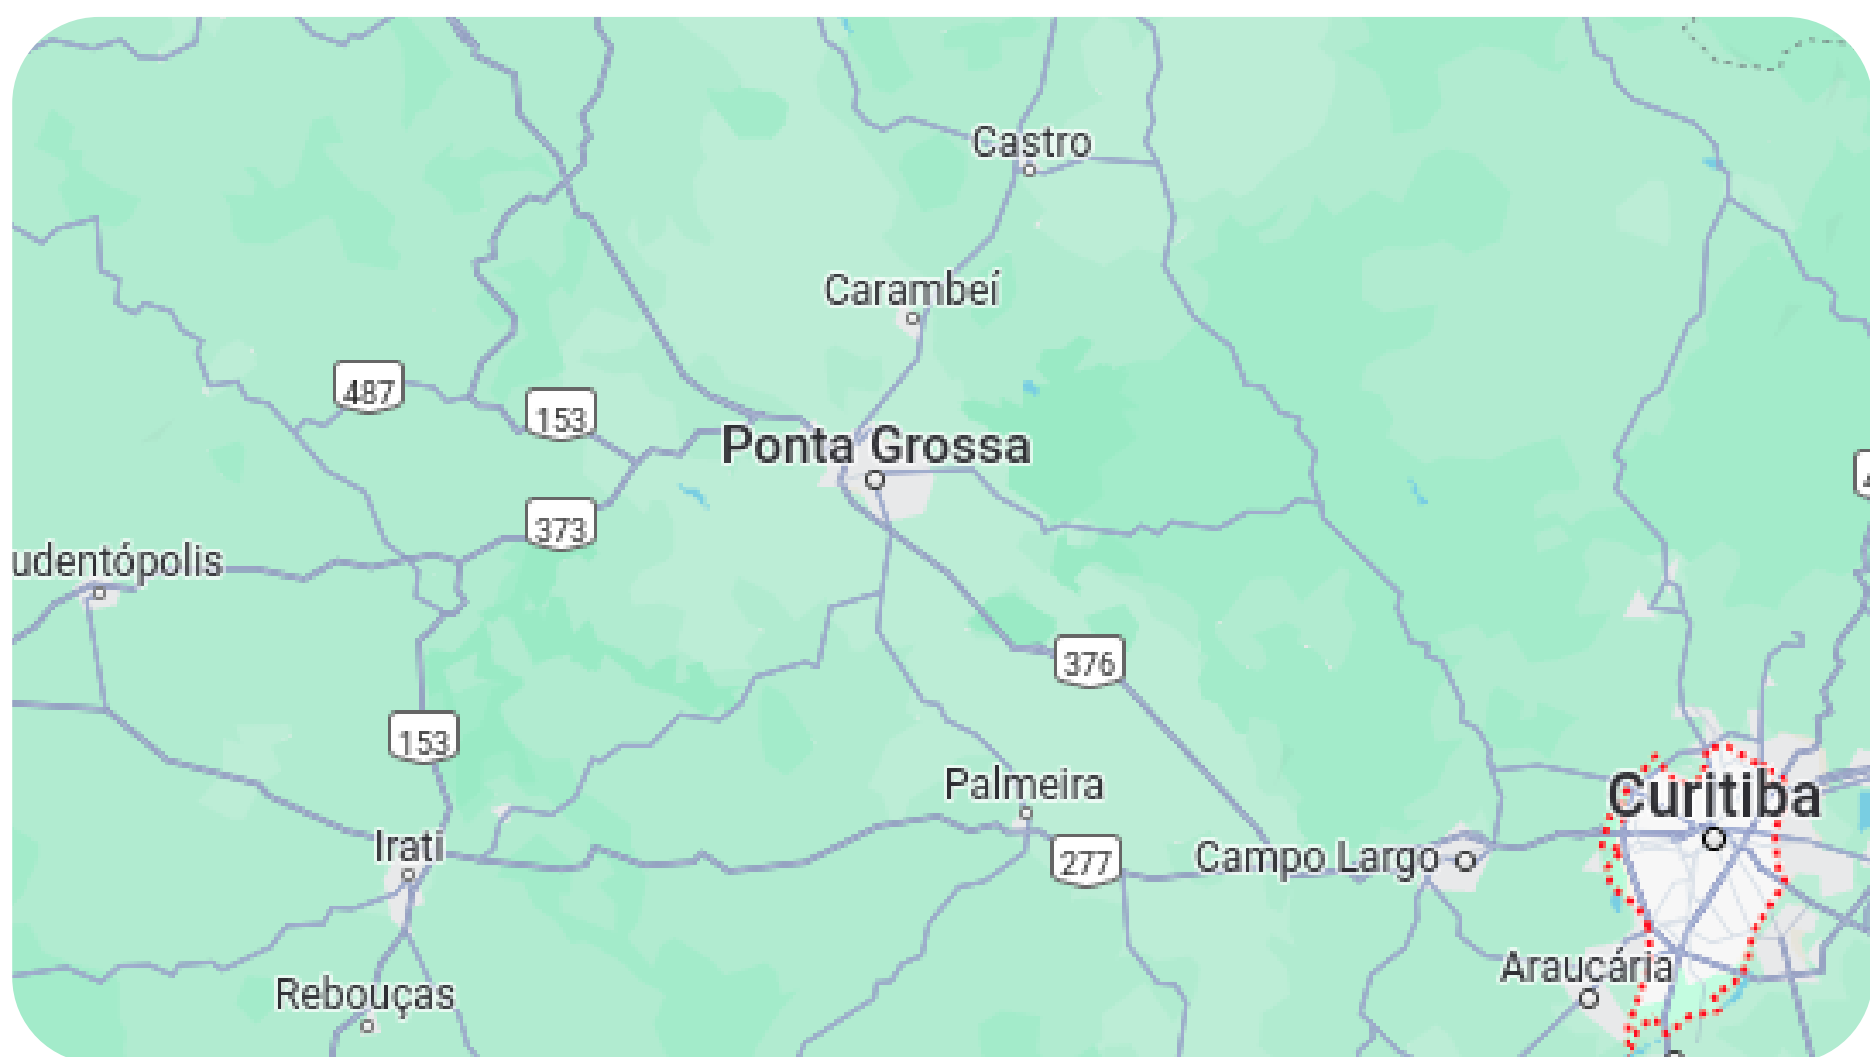 Castro
Carambeí
487
153
Ponta Grossa
373
udentópolis
376
153
Palmeira
Curitiba
Irati
277
Campo Largo
Araucária
Rebouças